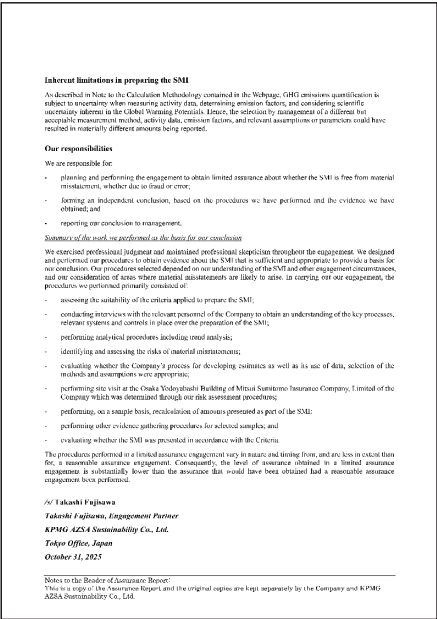 Inherent limitations in preparing the SMI
As described in Note to the Calculation Methodology contained in the Webpage, GHG emissions quantification is
subject to uncertainty when measuring activity data, determining emission factors, and considering scientific
uncertainty inherent in the Global Warming Potentials. Hence, the selection by management of a different but
acceptable measurement method, activity data, emission factors, and relevant assumptions or parameters could have
resulted in materially different amounts being reported.
Our responsibilities
We are responsible for:
- planning and performing the engagement to obtain limited assurance about whether the SMI is free from material
misstatement, whether due to fraud or error;
- forming an independent conclusion, based on the procedures we have performed and the evidence we have
obtained; and
- reporting our conclusion to management.
Summary of the work we performed as the basis for our conclusion
We exercised professional judgment and maintained professional skepticism throughout the engagement. We designed
and performed our procedures to obtain evidence about the SMI that is sufficient and appropriate to provide a basis for
our conclusion. Our procedures selected depended on our understanding of the SMI and other engagement circumstances,
and our consideration of areas where material misstatements are likely to arise. In carrying out our engagement, the
procedures we performed primarily consisted of:
- assessing the suitability of the criteria applied to prepare the SMI;
- conducting interviews with the relevant personnel of the Company to obtain an understanding of the key processes,
relevant systems and controls in place over the preparation of the SMI;
- performing analytical procedures including trend analysis;
- identifying and assessing the risks of material misstatements;
- evaluating whether the Company's process for developing estimates as well as its use of data, selection of the
methods and assumptions were appropriate;
- performing site visit at the Osaka Yodoyabashi Building of Mitsui Sumitomo Insurance Company, Limited of the
Company which was determined through our risk assessment procedures;
- performing, on a sample basis, recalculation of amounts presented as part of the SMI;
- performing other evidence gathering procedures for selected samples; and
- evaluating whether the SMI was presented in accordance with the Criteria.
The procedures performed in a limited assurance engagement vary in nature and timing from, and are less in extent than
for, a reasonable assurance engagement. Consequently, the level of assurance obtained in a limited assurance
engagement is substantially lower than the assurance that would have been obtained had a reasonable assurance
engagement been performed.
/s/ Takashi Fujisawa
Takashi Fujisawa, Engagement Partner
KPMG AZSA Sustainability Co., Ltd.
Tokyo Office, Japan
October 31, 2025
Notes to the Reader of Assurance Report:
This is a copy of the Assurance Report and the original copies are kept separately by the Company and KPMG
AZSA Sustainability Co., Ltd.